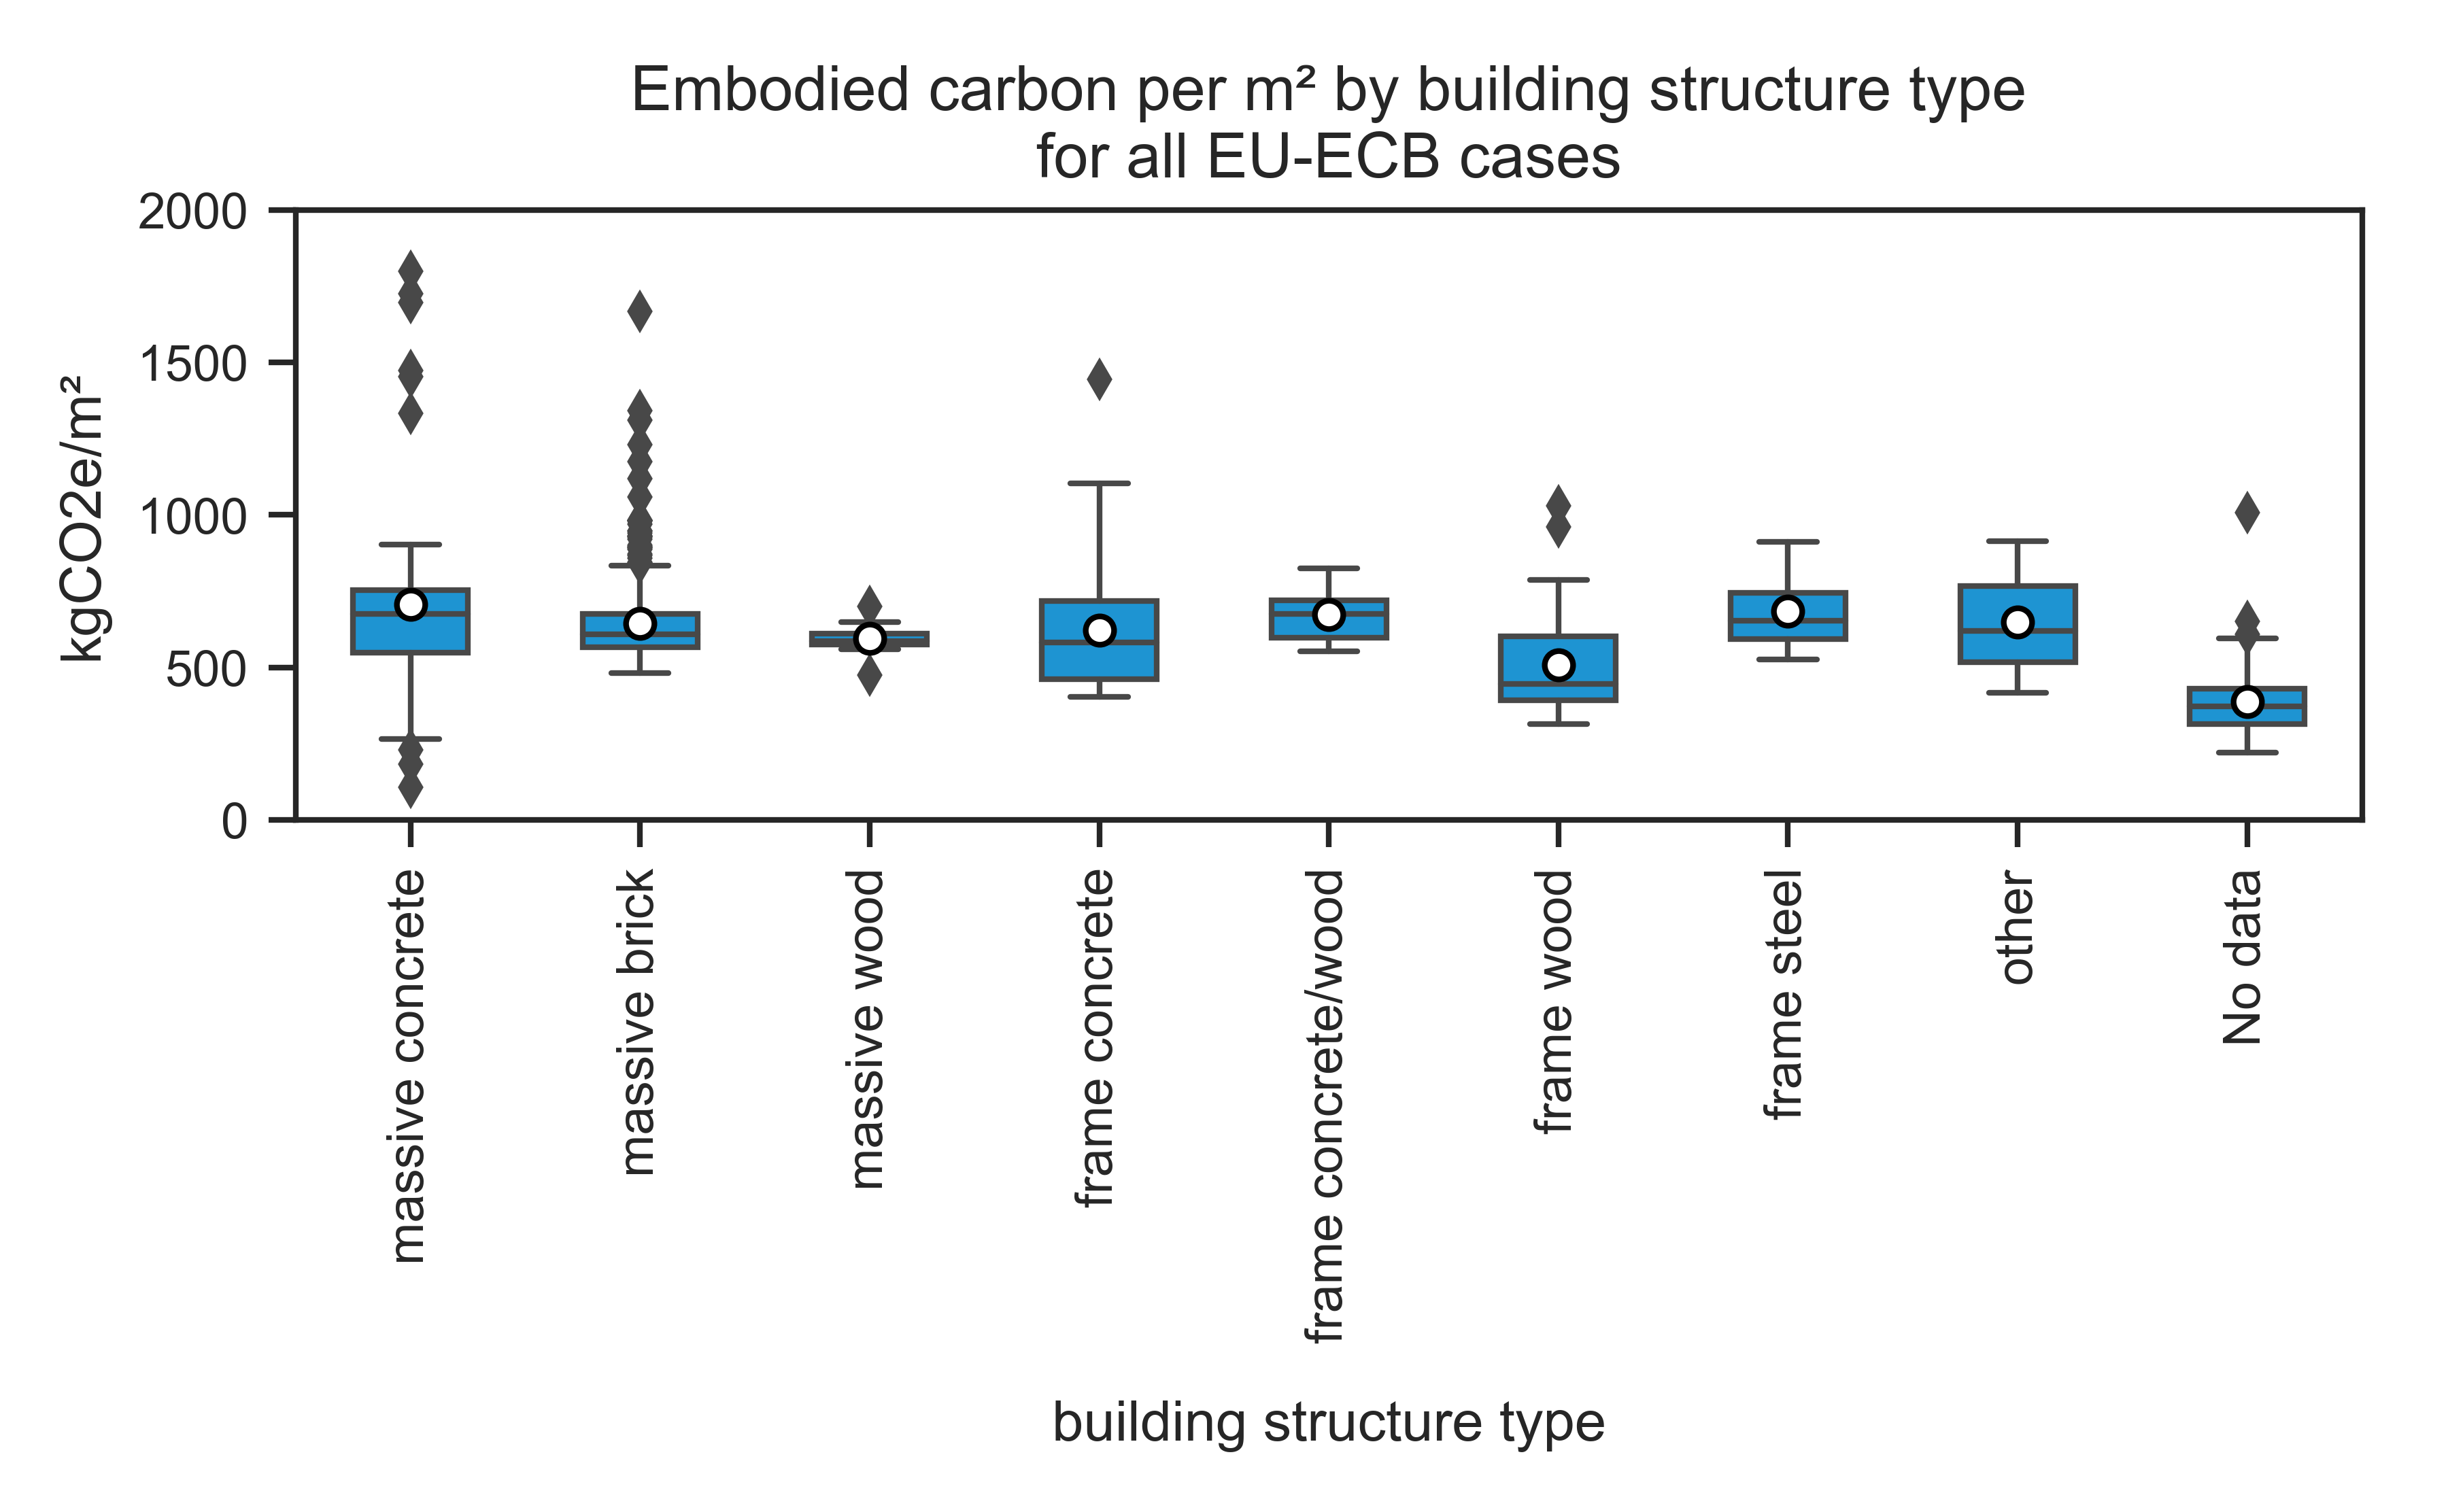 Embodied carbon per m² by building structure type
for all EU-ECB cases
kgCO2e/m²
2000
1500
1000
500
0
massive concrete
massive brick
massive wood
frame concrete
frame concrete/wood
frame wood
frame steel
other
No data
building structure type